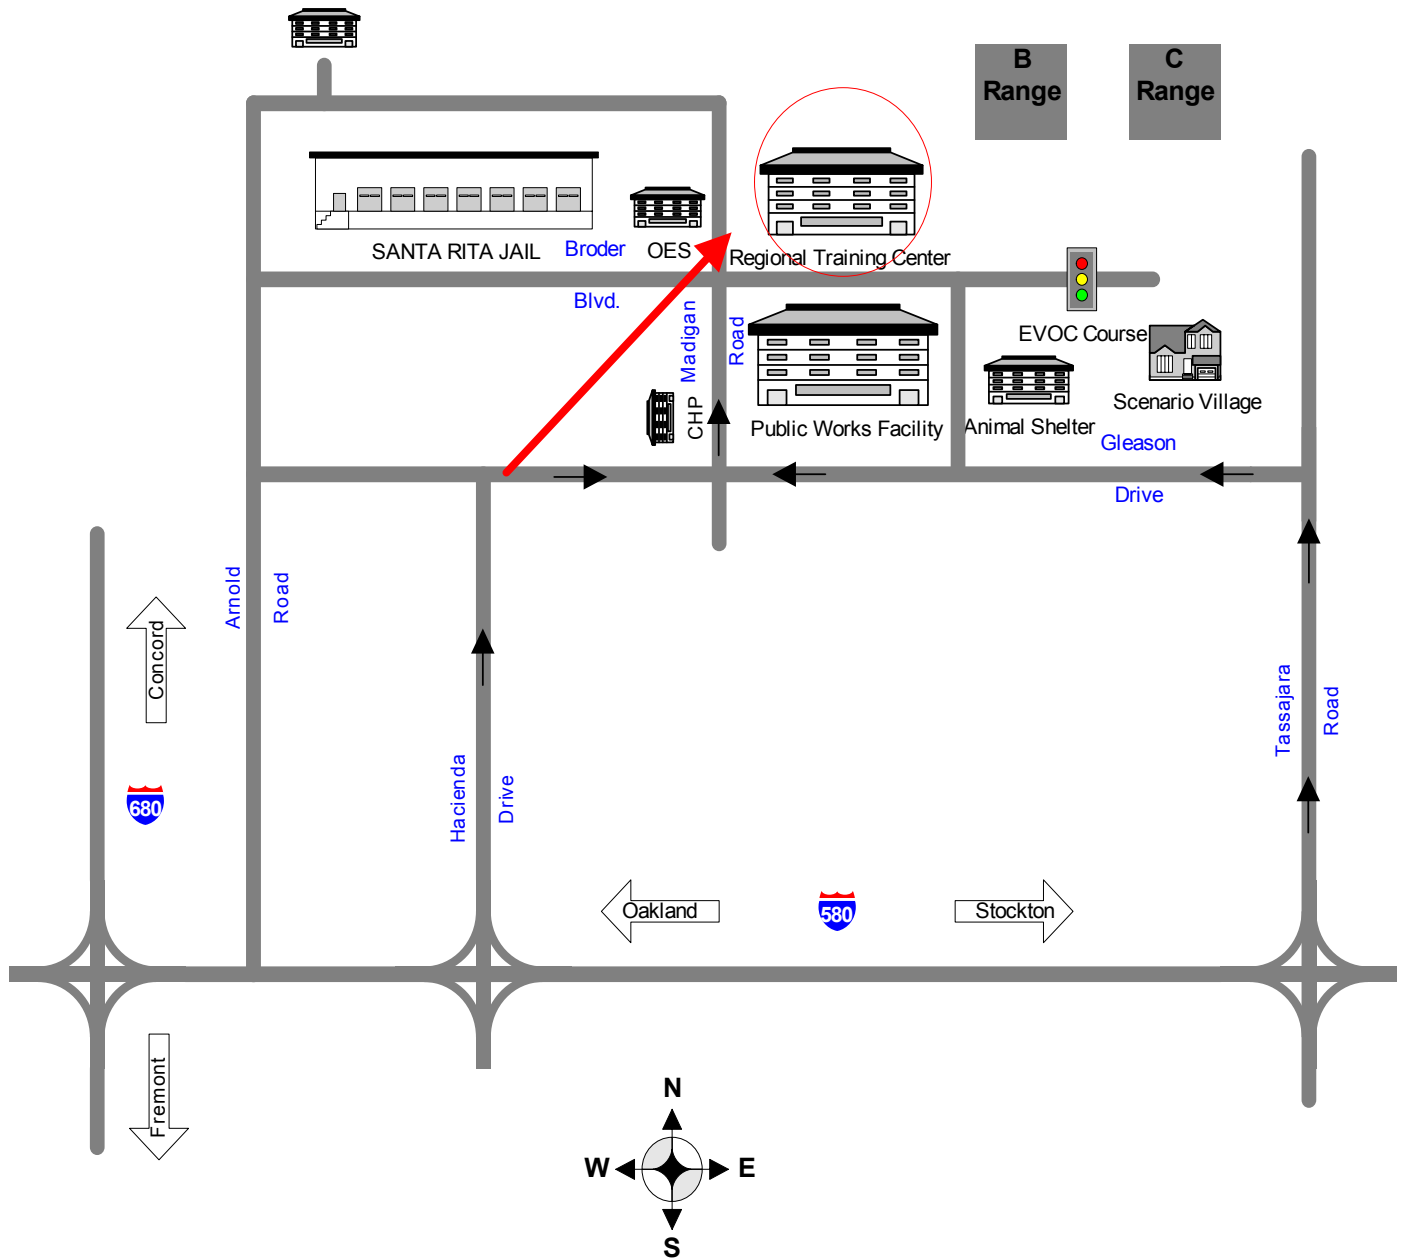 B
Range
C
Range
SANTA RITA JAIL
Broder
OES
Regional Training Center
Blvd.
Madigan
Road
EVOC Course
CHP
Public Works Facility
Animal Shelter
Scenario Village
Gleason
Drive
Arnold
Road
Concord
680
Hacienda
Drive
Tassajara
Road
Oakland
580
Stockton
Fremont
N
W
E
S